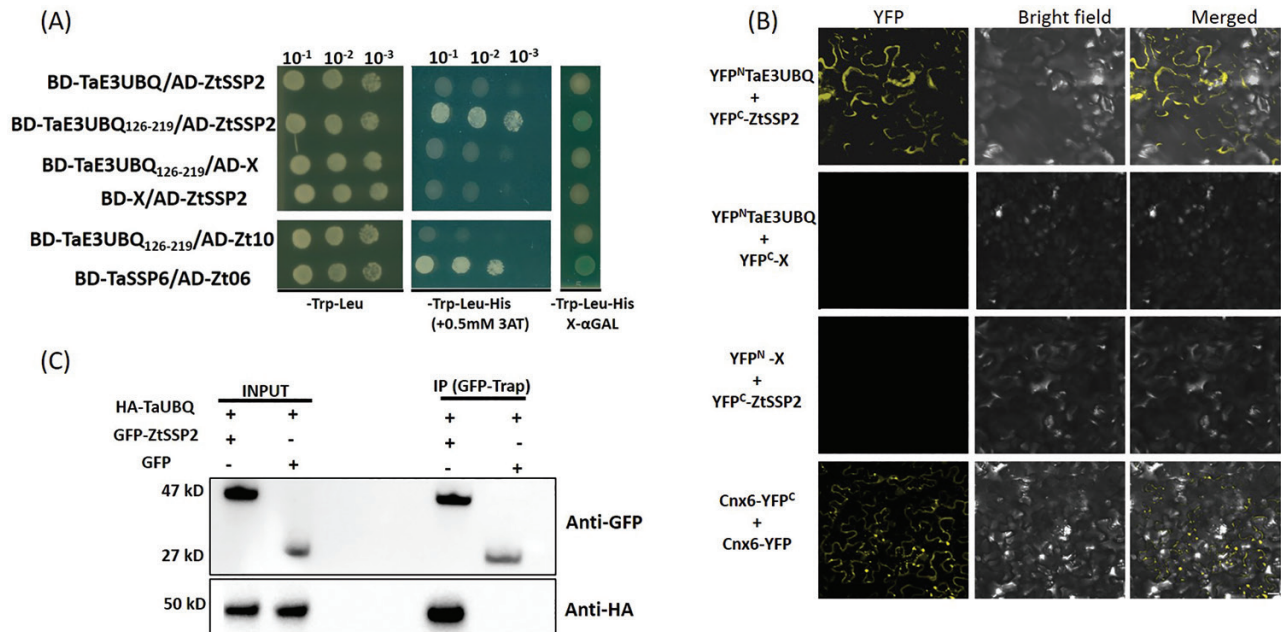 (A)
10-1 10-2 10-3 10-1 10-2 10-3
BD-TaE3UBQ/AD-ZtSSP2
BD-TaE3UBQ126-219/AD-ZtSSP2
BD-TaE3UBQ126-219/AD-X
BD-X/AD-ZtSSP2
BD-TaE3UBQ126-219/AD-Zt10
BD-TaSSP6/AD-Zt06
-Trp-Leu
-Trp-Leu-His
(+0.5mM 3AT)
-Trp-Leu-His
X-αGAL
(B)
YFP Bright field Merged
YFPNTaE3UBQ
+
YFPC-ZtSSP2
YFPNTaE3UBQ
+
YFPC-X
YFPN -X
+
YFPC-ZtSSP2
Cnx6-YFPC
+
Cnx6-YFP
(C)
INPUT IP (GFP-Trap)
HA-TaUBQ + + + +
GFP-ZtSSP2 + - + -
GFP - + - +
47 kD
Anti-GFP
27 kD
50 kD
Anti-HA